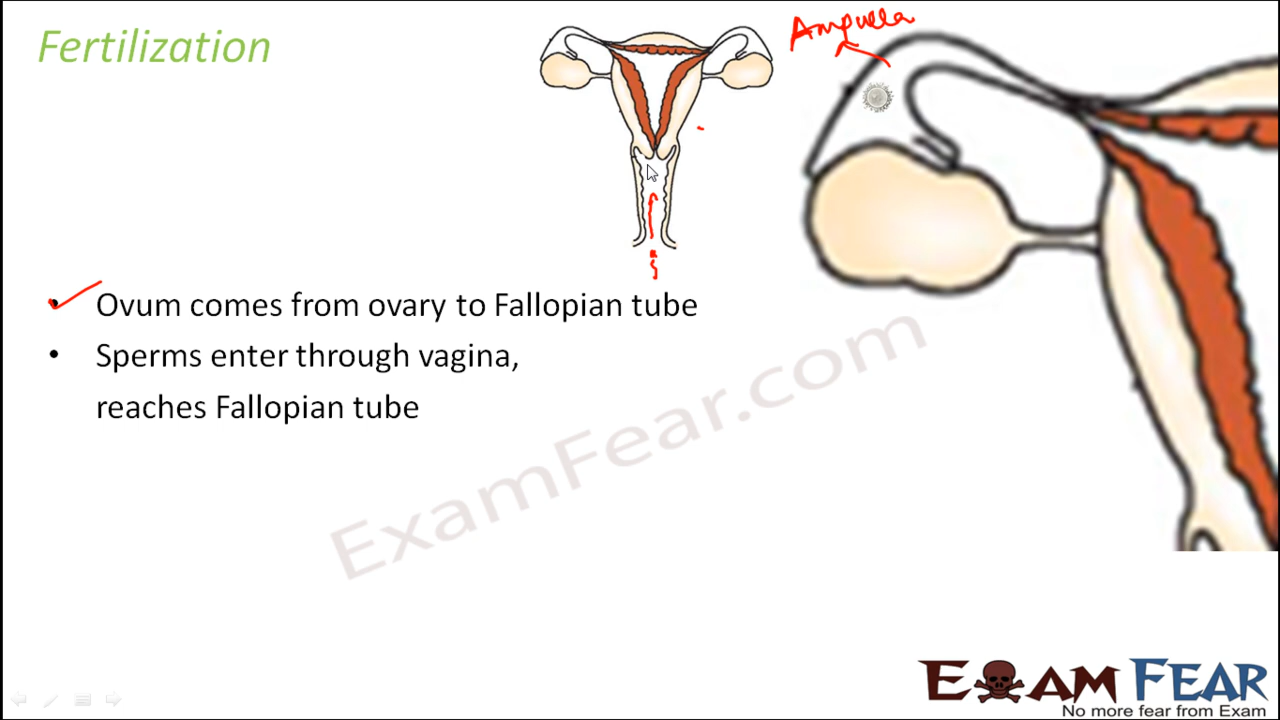 Fertilization
Ampulla
• Ovum comes from ovary to Fallopian tube
• Sperms enter through vagina,
reaches Fallopian tube
ExamFear.com
EXAM FEAR
No more fear from Exam